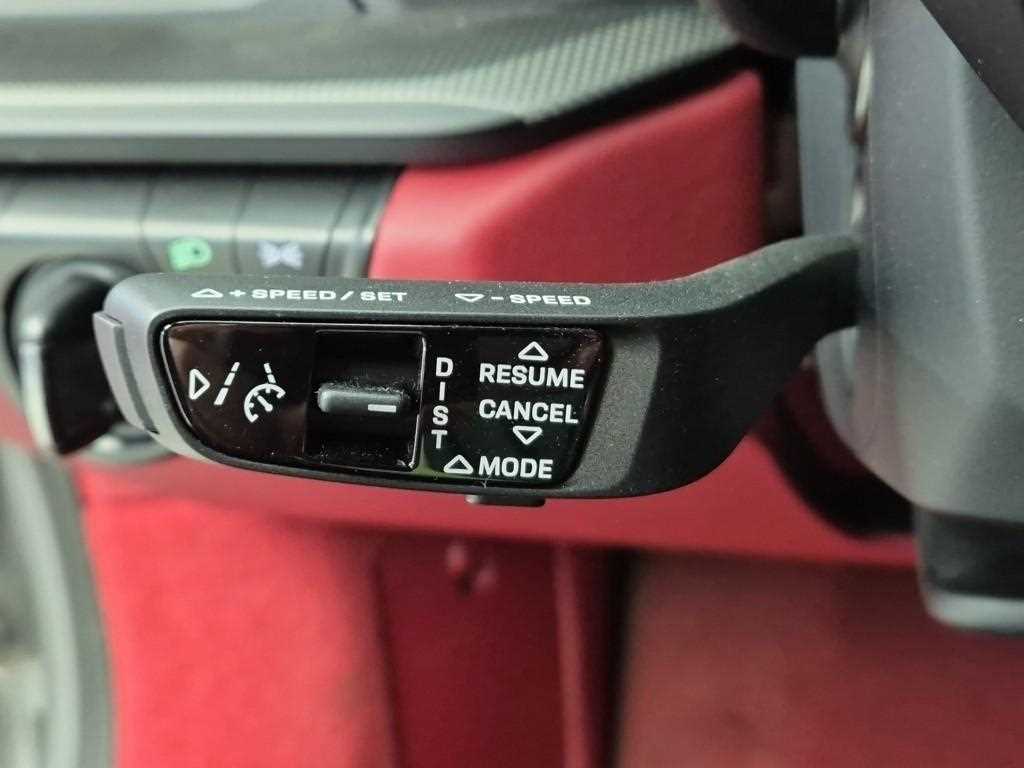 △ + SPEED / SET ▽ - SPEED
DIST
△
RESUME
CANCEL
▽
△ MODE